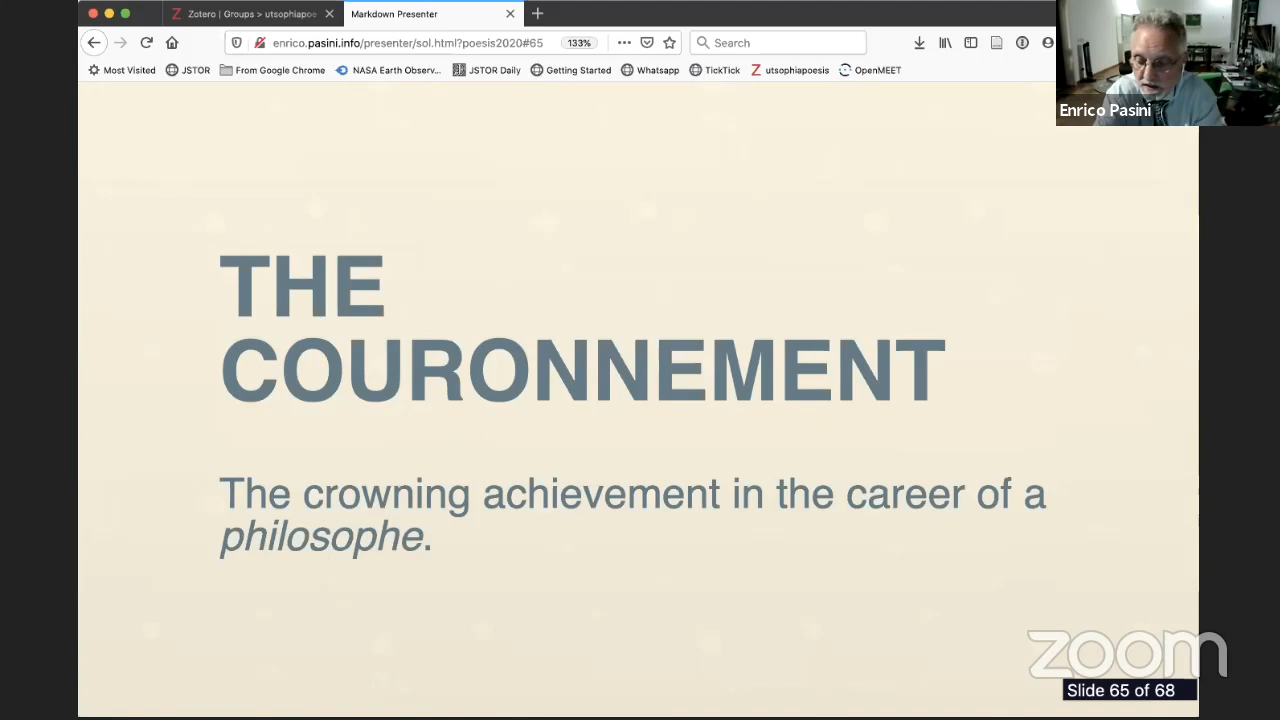 Zotero | Groups > utsophiapoe
Markdown Presenter
enrico.pasini.info/presenter/sol.html?poesis2020#65
133%
Search
Most Visited
JSTOR
From Google Chrome
NASA Earth Observ...
JSTOR Daily
Getting Started
Whatsapp
TickTick
utsophiapoesis
OpenMEET
Enrico Pasini
THE
COURONNEMENT
The crowning achievement in the career of a
philosophe.
zoom
Slide 65 of 68